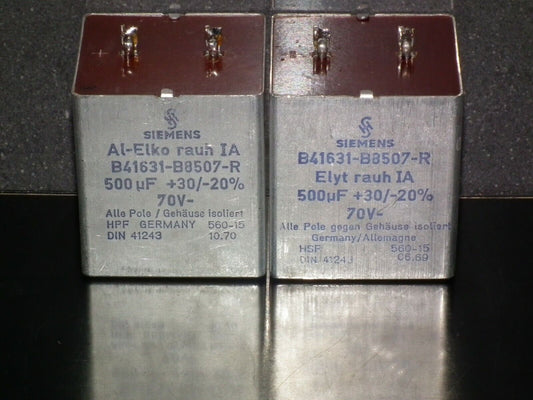 +
SIEMENS
Al-Elko rauh IA
B41631-B8507-R
500 µF +30/-20%
70V-
Alle Pole / Gehäuse isoliert
HPF GERMANY 560-15
DIN 41243 10.70
SIEMENS
B41631-B8507-R
Elyt rauh IA
500µF +30/-20%
70V-
Alle Pole gegen Gehäuse isoliert
Germany/Allemagne
HSF 560-15
DIN 41243 06.69